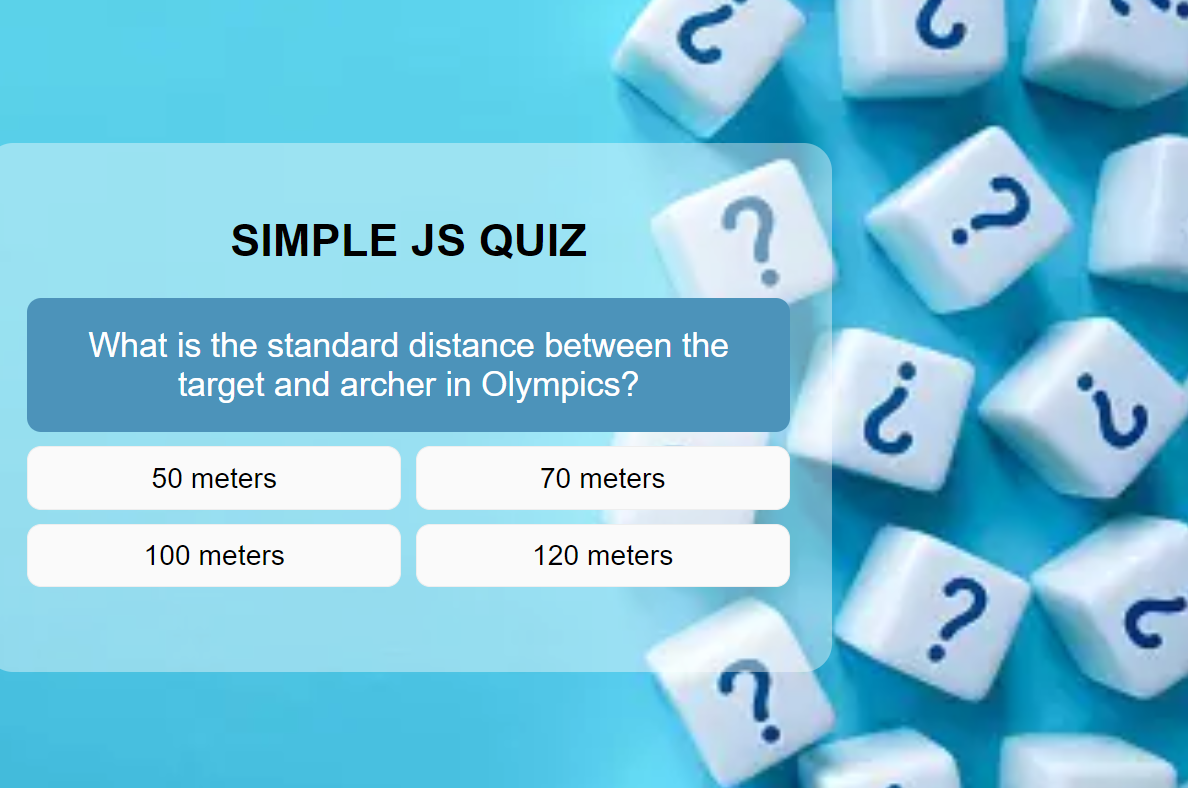 SIMPLE JS QUIZ
What is the standard distance between the
target and archer in Olympics?
50 meters
70 meters
100 meters
120 meters